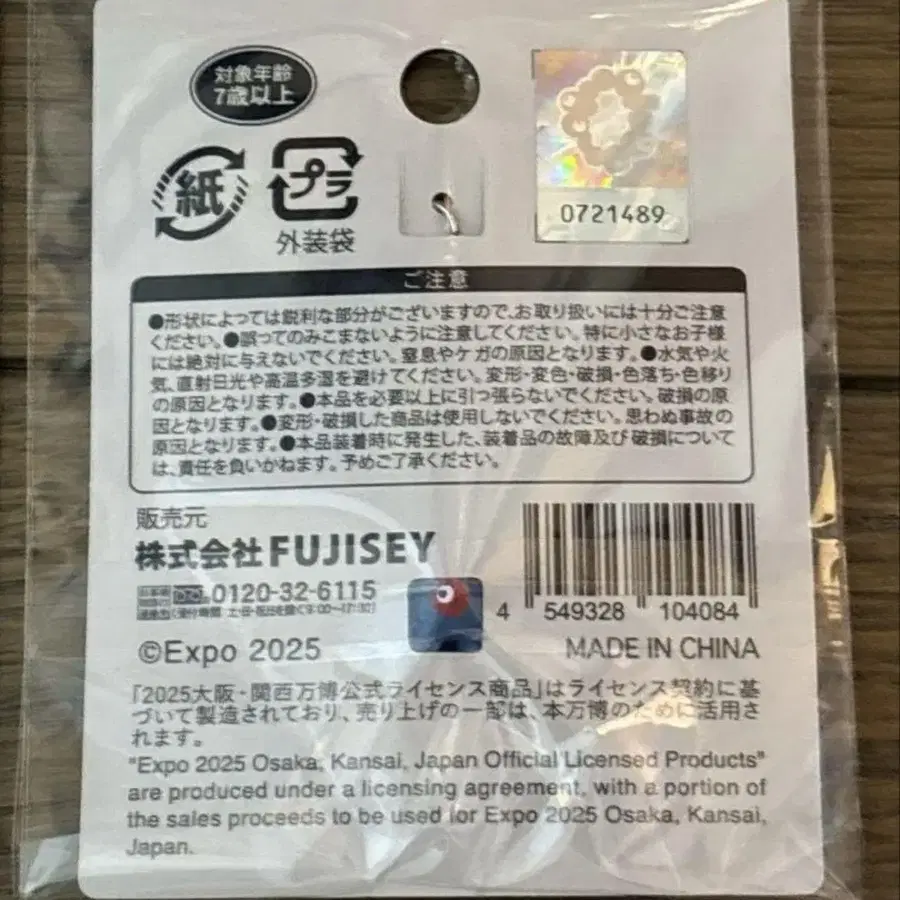 対象年齢
7歳以上
紙
プラ
外装袋
0721489
ご注意
●形状によっては鋭利な部分がございますので、お取り扱いには十分ご注意
ください。●誤ってのみこまないように注意してください。特に小さなお子様
には絶対に与えないでください。窒息やケガの原因となります。●水気や火
気、直射日光や高温多湿を避けてください。変形・変色・破損・色落ち・色移り
の原因となります。●本品を必要以上に引っ張らないでください。破損の原
因となります。●変形・破損した商品は使用しないでください。思わぬ事故の
原因となります。●本品装着時に発生した、装着品の故障及び破損について
は、責任を負いかねます。予めご了承ください。
販売元
株式会社FUJISEY
0120-32-6115
©Expo 2025
4 549328 104084
MADE IN CHINA
「2025大阪・関西万博公式ライセンス商品」はライセンス契約に基
づいて製造されており、売り上げの一部は、本万博のために活用さ
れます。
"Expo 2025 Osaka, Kansai, Japan Official Licensed Products"
are produced under a licensing agreement, with a portion of
the sales proceeds to be used for Expo 2025 Osaka, Kansai,
Japan.